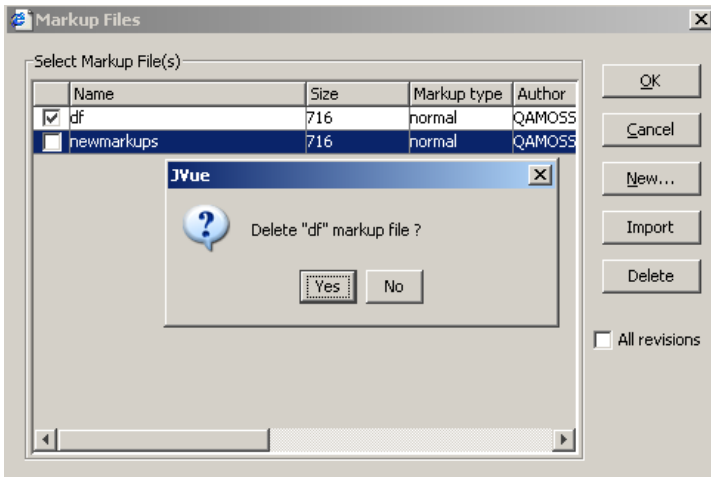 Markup Files
Select Markup File(s)
Name Size Markup type Author
df 716 normal QAMOSS
newmarkups 716 normal QAMOSS
JVue
Delete "df" markup file ?
Yes No
OK
Cancel
New...
Import
Delete
All revisions